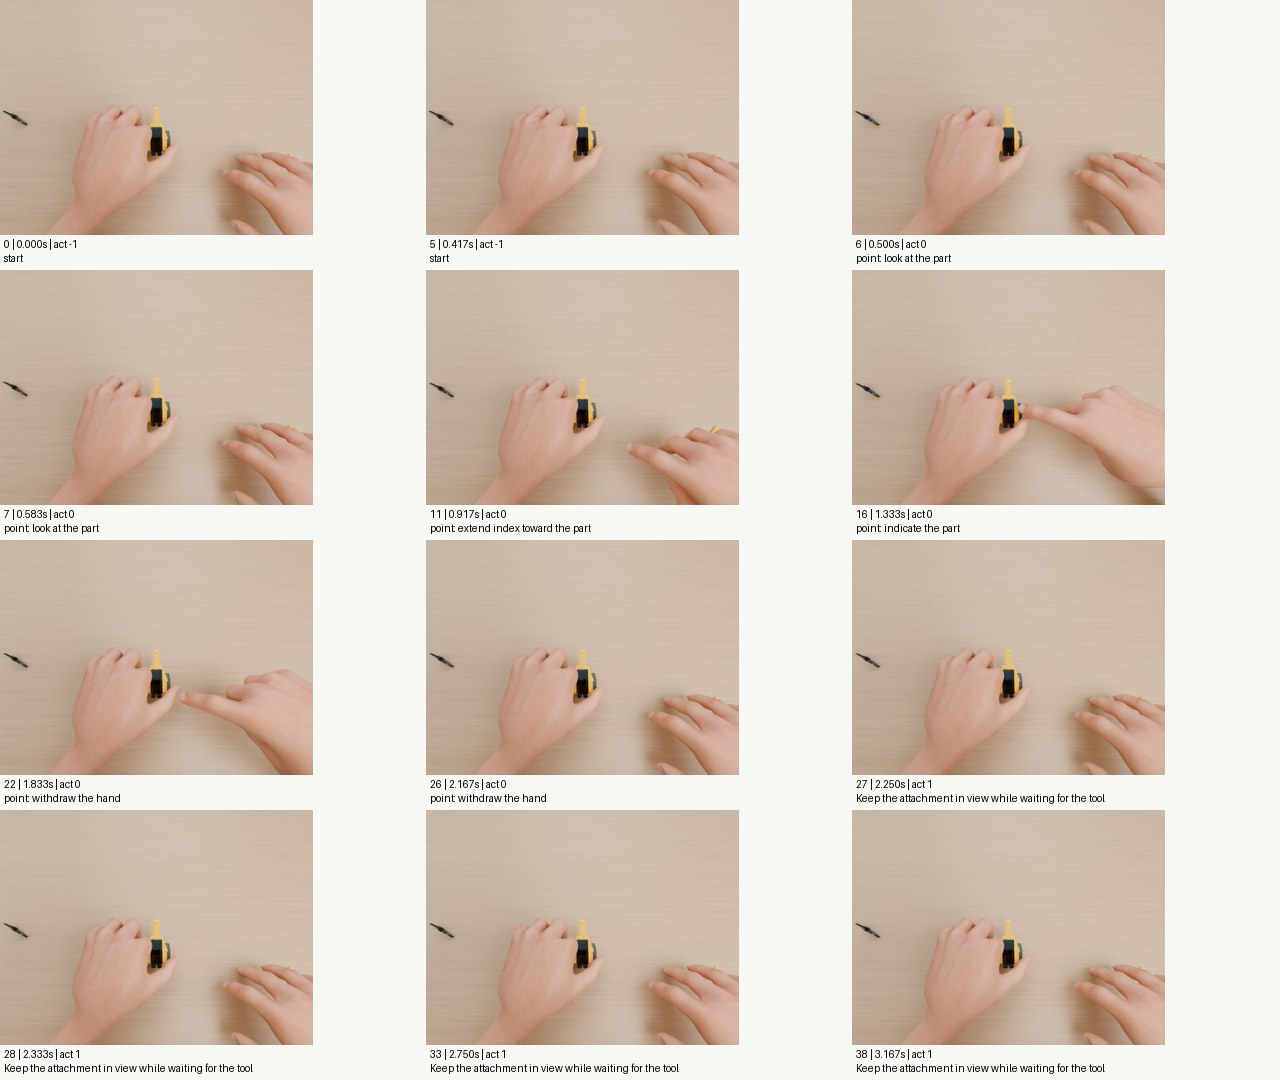 0 | 0.000s | act -1
start
5 | 0.417s | act -1
start
6 | 0.500s | act 0
point: look at the part
7 | 0.583s | act 0
point: look at the part
11 | 0.917s | act 0
point: extend index toward the part
16 | 1.333s | act 0
point: indicate the part
22 | 1.833s | act 0
point: withdraw the hand
26 | 2.167s | act 0
point: withdraw the hand
27 | 2.250s | act 1
Keep the attachment in view while waiting for the tool
28 | 2.333s | act 1
Keep the attachment in view while waiting for the tool
33 | 2.750s | act 1
Keep the attachment in view while waiting for the tool
38 | 3.167s | act 1
Keep the attachment in view while waiting for the tool